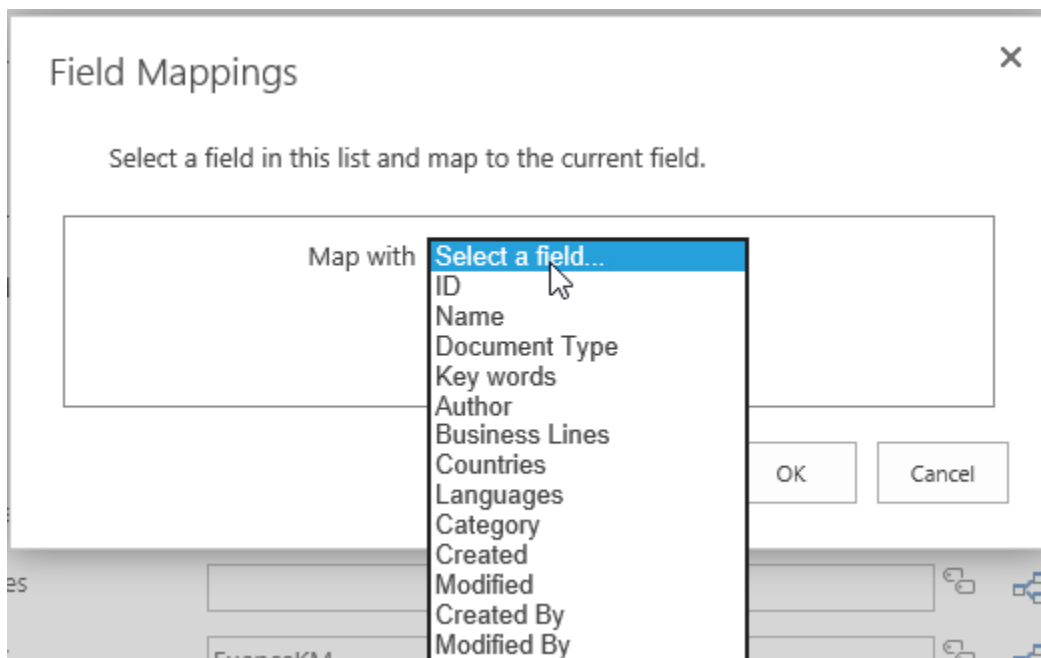 Field Mappings
Select a field in this list and map to the current field.
Map with Select a field...
ID
Name
Document Type
Key words
Author
Business Lines
Countries
Languages
Category
Created
Modified
Created By
Modified By
OK
Cancel
es